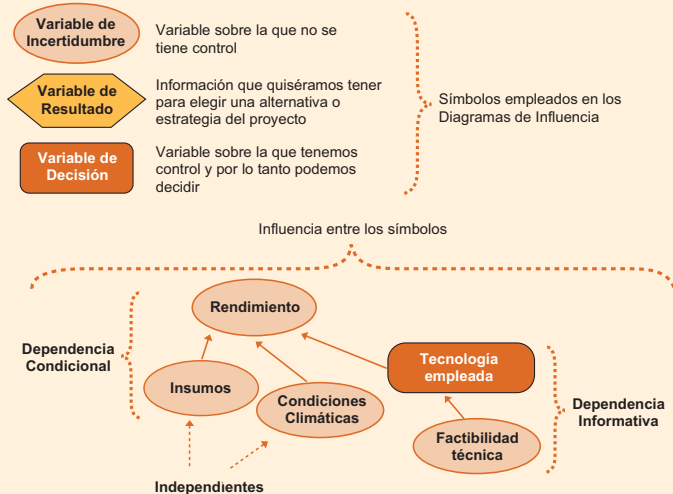 Variable de
Incertidumbre
Variable sobre la que no se
tiene control
Variable de
Resultado
Información que quiséramos tener
para elegir una alternativa o
estrategia del proyecto
Símbolos empleados en los
Diagramas de Influencia
Variable de
Decisión
Variable sobre la que tenemos
control y por lo tanto podemos
decidir
Influencia entre los símbolos
Rendimiento
Dependencia
Condicional
Tecnología
empleada
Insumos
Condiciones
Climáticas
Dependencia
Informativa
Factibilidad
técnica
Independientes